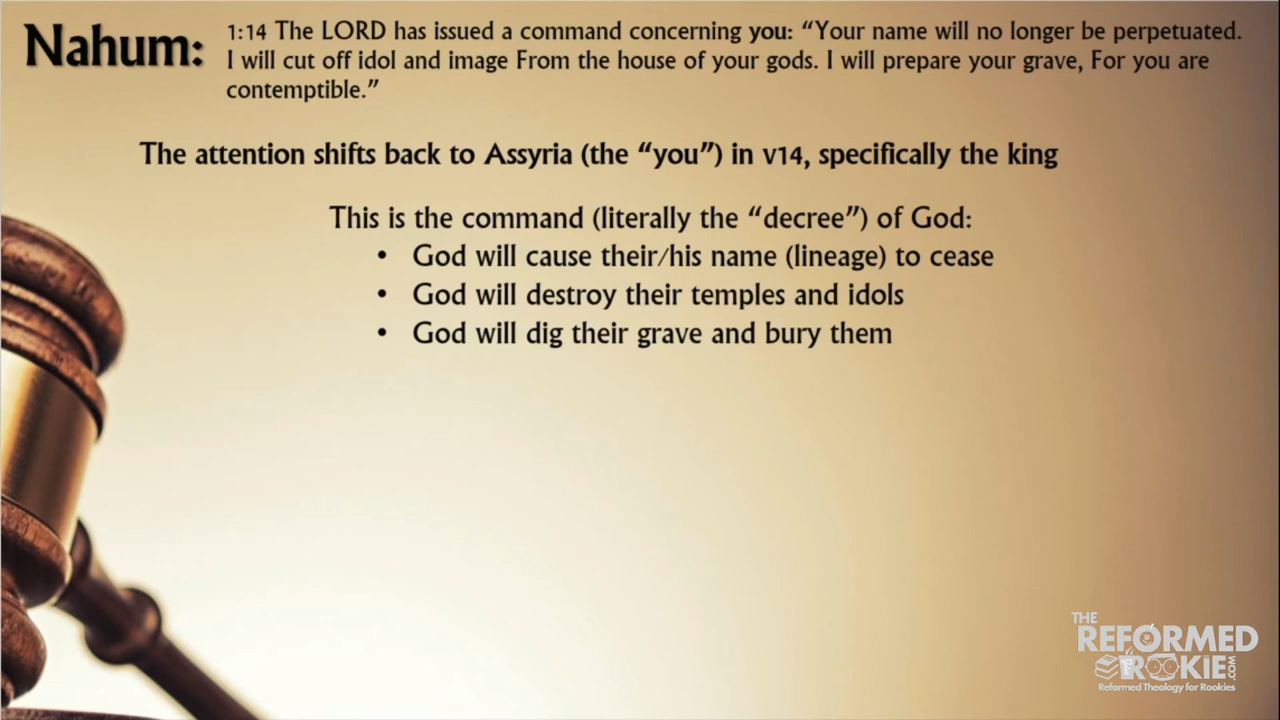 Nahum:
1:14 The LORD has issued a command concerning you: “Your name will no longer be perpetuated.
I will cut off idol and image From the house of your gods. I will prepare your grave, For you are
contemptible.”
The attention shifts back to Assyria (the “you”) in v14, specifically the king
This is the command (literally the “decree”) of God:
• God will cause their/his name (lineage) to cease
• God will destroy their temples and idols
• God will dig their grave and bury them
THE
REFORMED
ROOKIE.COM
Reformed Theology for Rookies